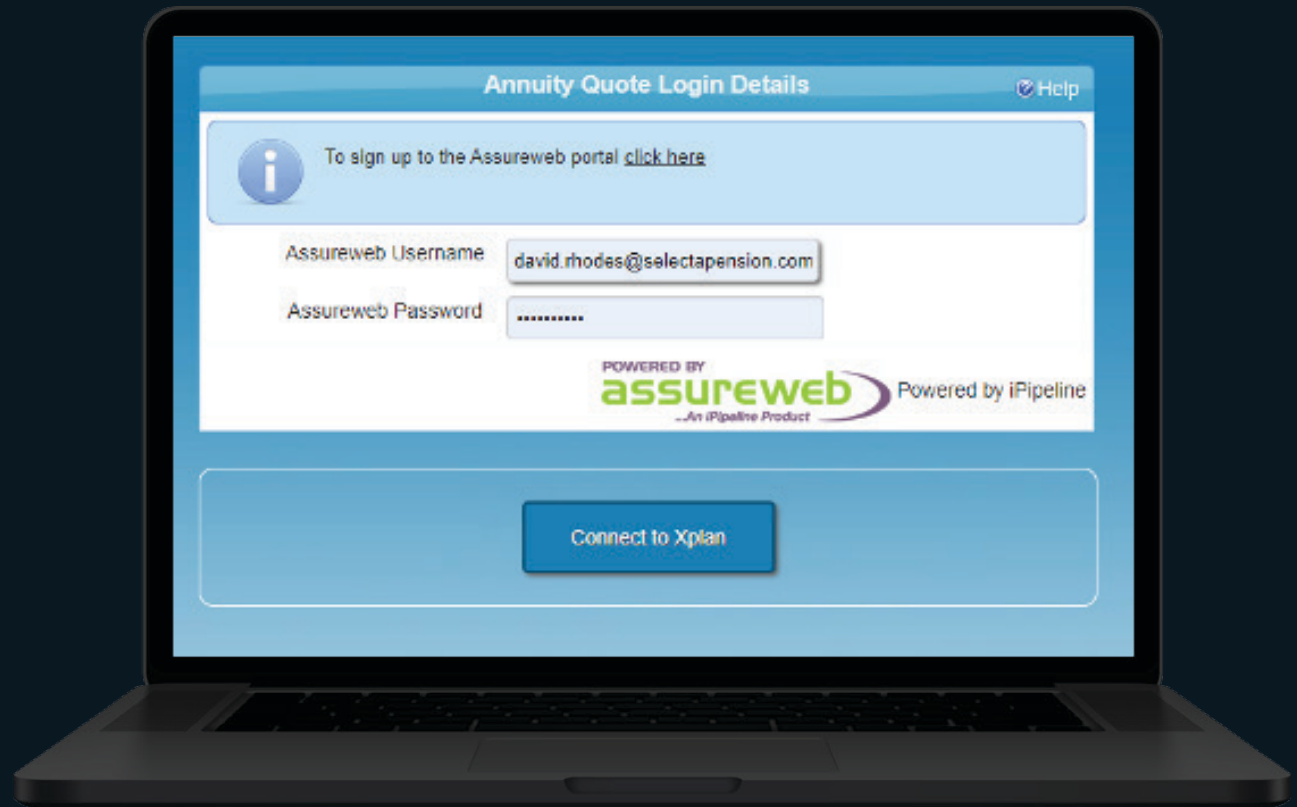 Annuity Quote Login Details
Help
To sign up to the Assureweb portal click here
Assureweb Username
david.rhodes@selectapension.com
Assureweb Password
••••••••••
POWERED BY
assureweb
...An iPipeline Product
Powered by iPipeline
Connect to Xplan